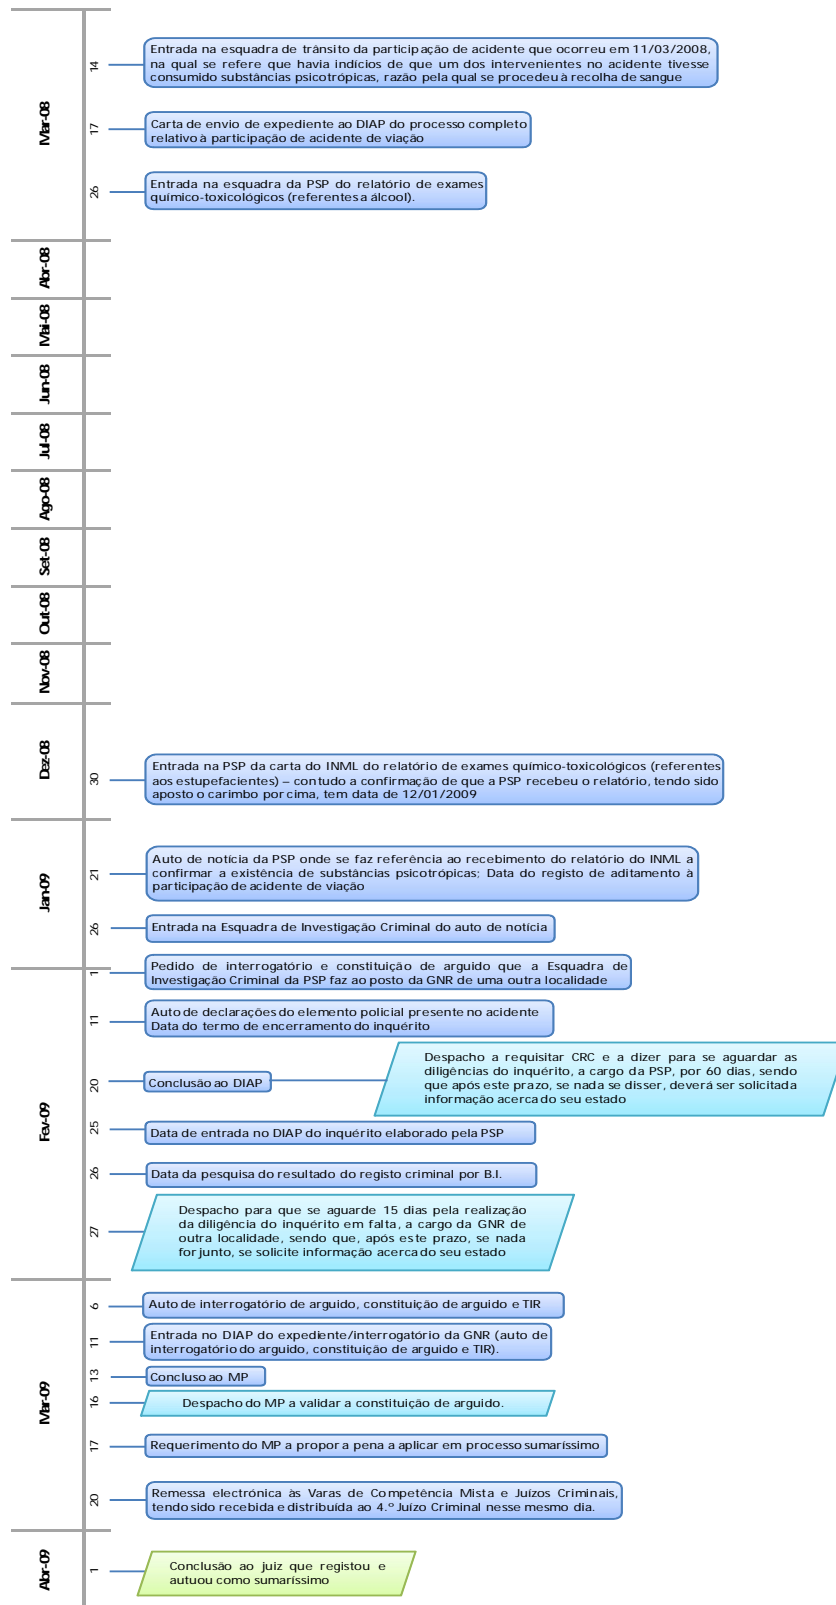 Mar-08
14
Entrada na esquadra de trânsito da participação de acidente que ocorreu em 11/03/2008,
na qual se refere que havia indícios de que um dos intervenientes no acidente tivesse
consumido substâncias psicotrópicas, razão pela qual se procedeu à recolha de sangue
17
Carta de envio de expediente ao DIAP do processo completo
relativo à participação de acidente de viação
26
Entrada na esquadra da PSP do relatório de exames
químico-toxicológicos (referentes a álcool).
Abr-08
Mai-08
Jun-08
Jul-08
Ago-08
Set-08
Out-08
Nov-08
Dez-08
30
Entrada na PSP da carta do INML do relatório de exames químico-toxicológicos (referentes
aos estupefacientes) – contudo a confirmação de que a PSP recebeu o relatório, tendo sido
aposto o carimbo por cima, tem data de 12/01/2009
Jan-09
21
Auto de notícia da PSP onde se faz referência ao recebimento do relatório do INML a
confirmar a existência de substâncias psicotrópicas; Data do registo de aditamento à
participação de acidente de viação
26
Entrada na Esquadra de Investigação Criminal do auto de notícia
Fev-09
1
Pedido de interrogatório e constituição de arguido que a Esquadra de
Investigação Criminal da PSP faz ao posto da GNR de uma outra localidade
11
Auto de declarações do elemento policial presente no acidente
Data do termo de encerramento do inquérito
20
Conclusão ao DIAP
Despacho a requisitar CRC e a dizer para se aguardar as
diligências do inquérito, a cargo da PSP, por 60 dias, sendo
que após este prazo, se nada se disser, deverá ser solicitada
informação acerca do seu estado
25
Data de entrada no DIAP do inquérito elaborado pela PSP
26
Data da pesquisa do resultado do registo criminal por B.I.
27
Despacho para que se aguarde 15 dias pela realização
da diligência do inquérito em falta, a cargo da GNR de
outra localidade, sendo que, após este prazo, se nada
for junto, se solicite informação acerca do seu estado
Mar-09
6
Auto de interrogatório de arguido, constituição de arguido e TIR
11
Entrada no DIAP do expediente/interrogatório da GNR (auto de
interrogatório do arguido, constituição de arguido e TIR).
13
Concluso ao MP
16
Despacho do MP a validar a constituição de arguido.
17
Requerimento do MP a propor a pena a aplicar em processo sumaríssimo
20
Remessa electrónica às Varas de Competência Mista e Juízos Criminais,
tendo sido recebida e distribuída ao 4.º Juízo Criminal nesse mesmo dia.
Abr-09
1
Conclusão ao juiz que registou e
autuou como sumaríssimo